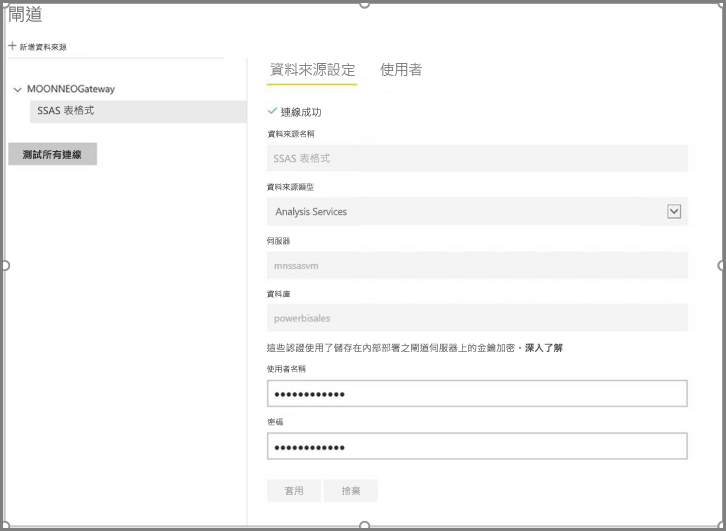 閘道
＋ 新增資料來源
MOONNEOGateway
SSAS 表格式
測試所有連線
資料來源設定 使用者
連線成功
資料來源名稱
SSAS 表格式
資料來源類型
Analysis Services
伺服器
mnssasvm
資料庫
powerbisales
這些認證使用了儲存在內部部署之閘道伺服器上的金鑰加密。深入了解
使用者名稱
●●●●●●●●●●●●
密碼
●●●●●●●●●●●●
套用 捨棄